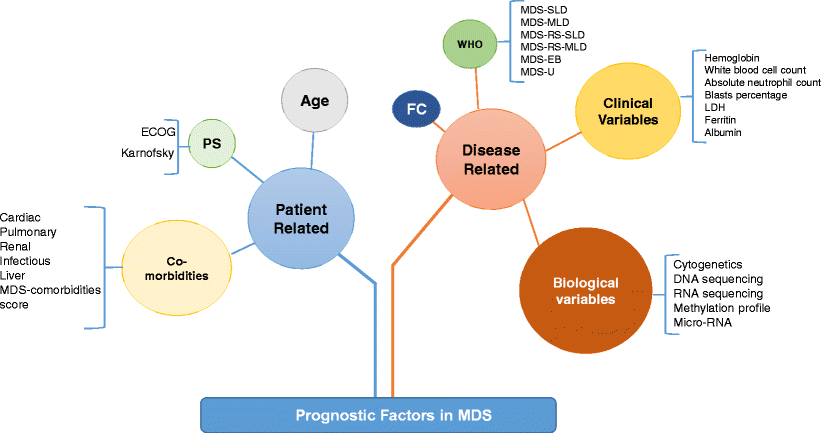 MDS-SLD
MDS-MLD
MDS-RS-SLD
MDS-RS-MLD
MDS-EB
MDS-U
WHO
Hemoglobin
White blood cell count
Absolute neutrophil count
Blasts percentage
LDH
Ferritin
Albumin
Clinical
Variables
Age
FC
ECOG
Karnofsky
PS
Disease
Related
Patient
Related
Cardiac
Pulmonary
Renal
Infectious
Liver
MDS-comorbidities
score
Co-
morbidities
Biological
variables
Cytogenetics
DNA sequencing
RNA sequencing
Methylation profile
Micro-RNA
Prognostic Factors in MDS